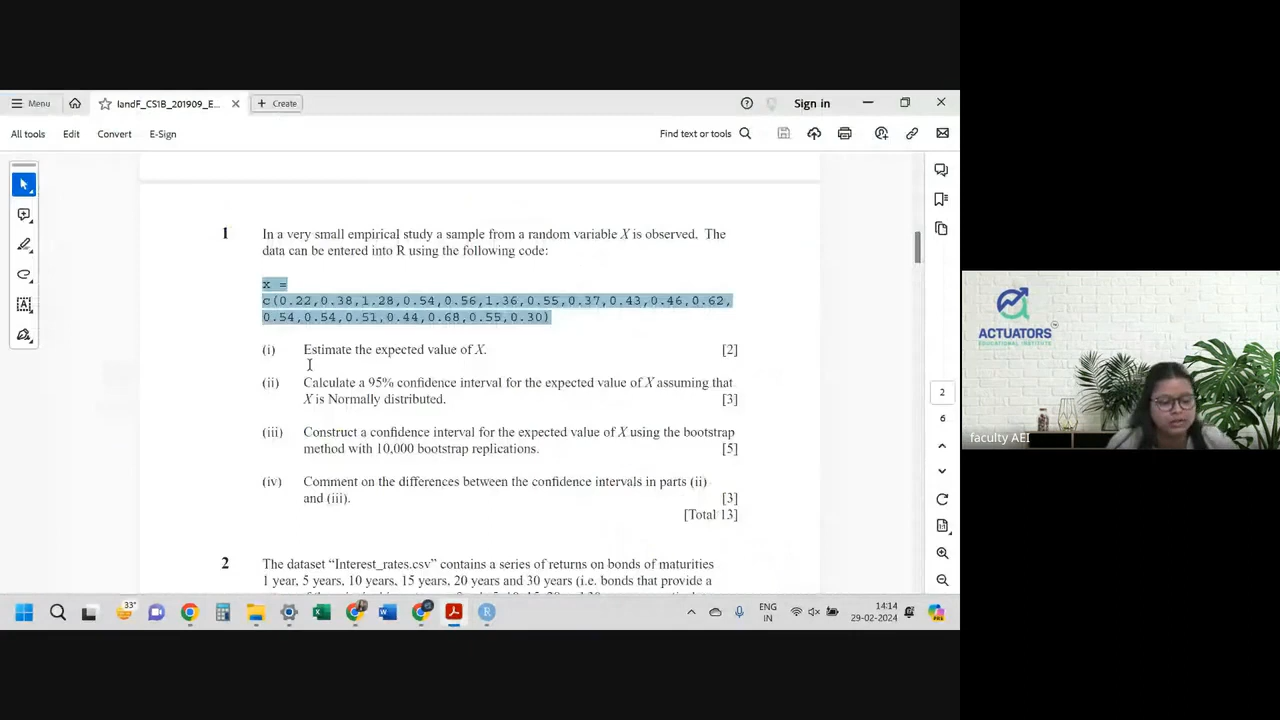 Menu
IandF_CS1B_201909_E...
Create
Sign in
All tools
Edit
Convert
E-Sign
Find text or tools
1 In a very small empirical study a sample from a random variable X is observed. The
data can be entered into R using the following code:
x =
c(0.22,0.38,1.28,0.54,0.56,1.36,0.55,0.37,0.43,0.46,0.62,
0.54,0.54,0.51,0.44,0.68,0.55,0.30)
(i) Estimate the expected value of X. [2]
(ii) Calculate a 95% confidence interval for the expected value of X assuming that
X is Normally distributed. [3]
(iii) Construct a confidence interval for the expected value of X using the bootstrap
method with 10,000 bootstrap replications. [5]
(iv) Comment on the differences between the confidence intervals in parts (ii)
and (iii). [3]
[Total 13]
2 The dataset “Interest_rates.csv” contains a series of returns on bonds of maturities
1 year, 5 years, 10 years, 15 years, 20 years and 30 years (i.e. bonds that provide a
2
6
33°
ENG
IN
14:14
29-02-2024
ACTUATORS
EDUCATIONAL INSTITUTE
faculty AEI